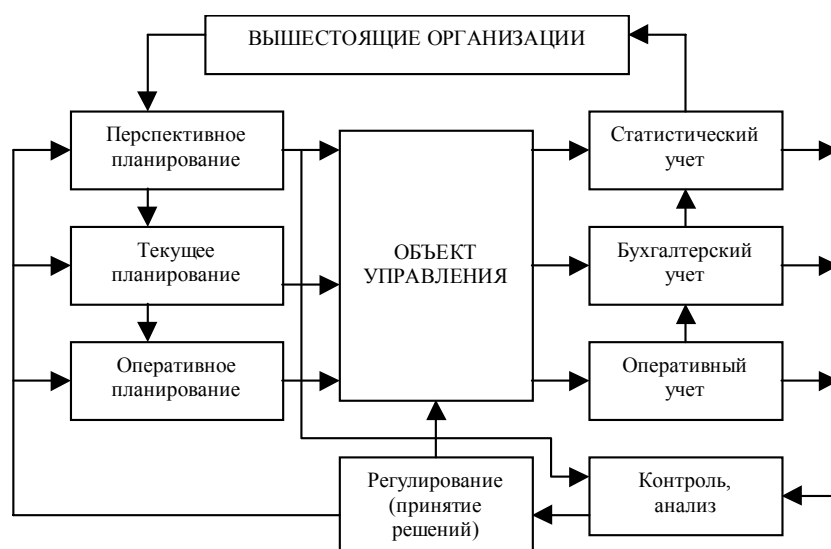 ВЫШЕСТОЯЩИЕ ОРГАНИЗАЦИИ
Перспективное
планирование
Статистический
учет
Текущее
планирование
ОБЪЕКТ
УПРАВЛЕНИЯ
Бухгалтерский
учет
Оперативное
планирование
Оперативный
учет
Регулирование
(принятие
решений)
Контроль,
анализ